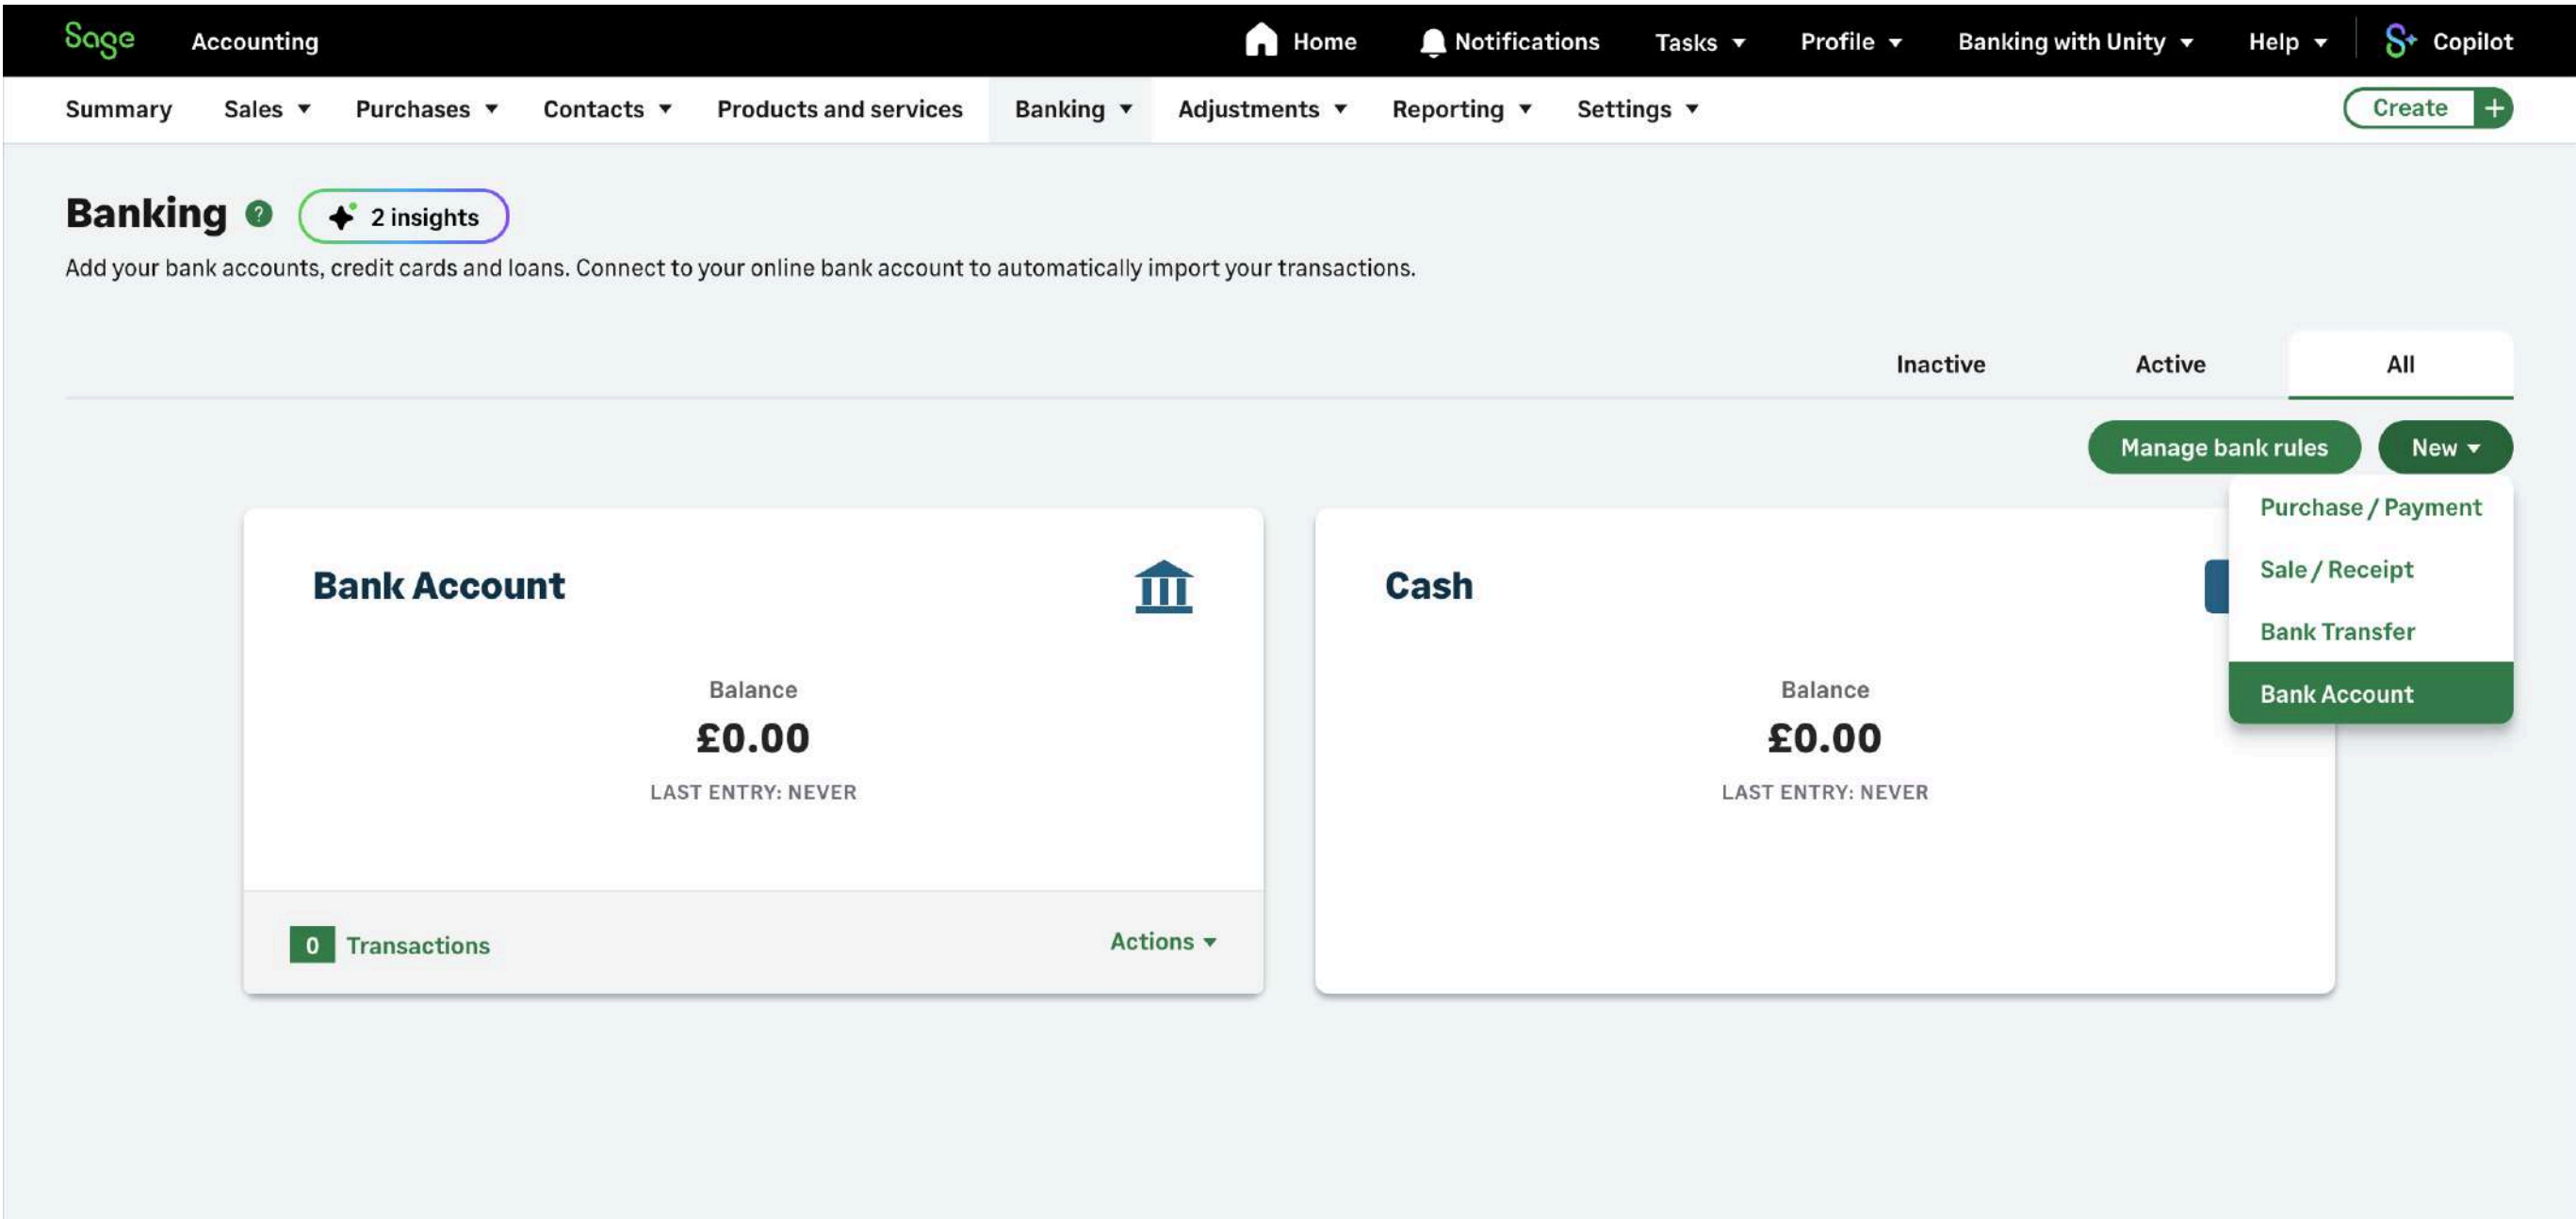 Sage Accounting Home Notifications Tasks Profile Banking with Unity Help Copilot
Summary Sales Purchases Contacts Products and services Banking Adjustments Reporting Settings Create +
Banking ? 2 insights
Add your bank accounts, credit cards and loans. Connect to your online bank account to automatically import your transactions.
Inactive Active All
Manage bank rules New
Purchase / Payment
Sale / Receipt
Bank Transfer
Bank Account
Bank Account
Balance
£0.00
LAST ENTRY: NEVER
0 Transactions Actions
Cash
Balance
£0.00
LAST ENTRY: NEVER